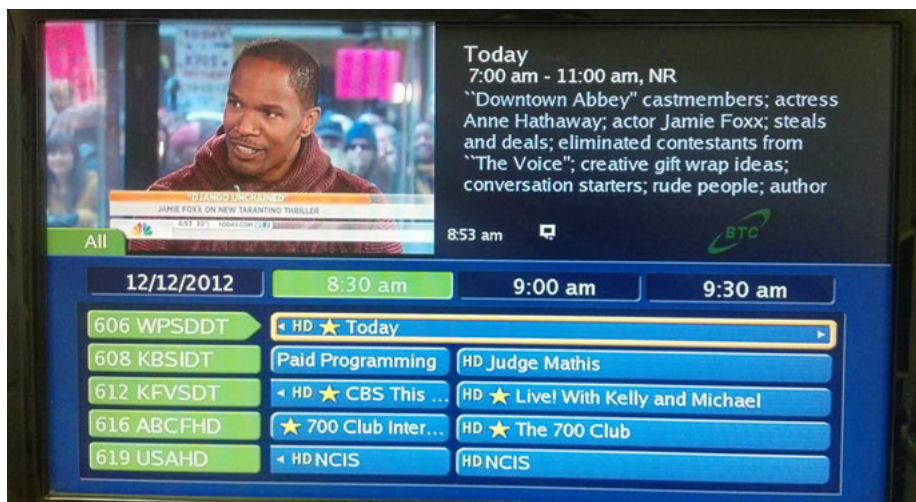 "DJANGO UNCHAINED"
JAMIE FOXX ON NEW TARANTINO THRILLER
8:53 32° TODAY.COM
All
Today
7:00 am - 11:00 am, NR
``Downtown Abbey" castmembers; actress
Anne Hathaway; actor Jamie Foxx; steals
and deals; eliminated contestants from
``The Voice"; creative gift wrap ideas;
conversation starters; rude people; author
8:53 am
BTC
12/12/2012 8:30 am 9:00 am 9:30 am
606 WPSDDT HD Today
608 KBSIDT Paid Programming HD Judge Mathis
612 KFVSDT HD CBS This ... HD Live! With Kelly and Michael
616 ABCFHD 700 Club Inter... HD The 700 Club
619 USAHD HD NCIS HD NCIS